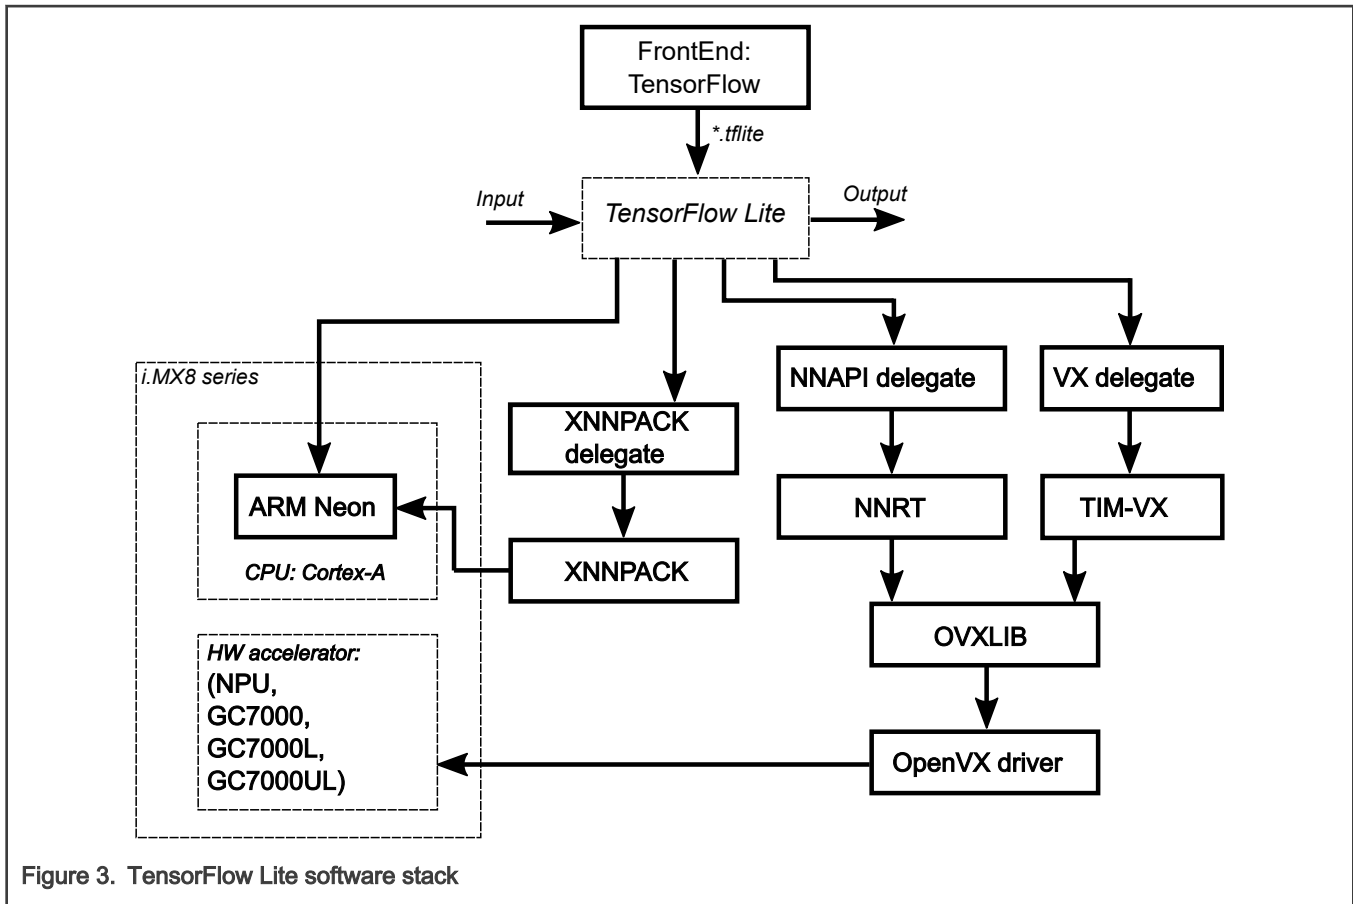 FrontEnd:
TensorFlow
*.tflite
Input
TensorFlow Lite
Output
i.MX8 series
NNAPI delegate
VX delegate
XNNPACK
delegate
ARM Neon
NNRT
TIM-VX
CPU: Cortex-A
XNNPACK
OVXLIB
HW accelerator:
(NPU,
GC7000,
GC7000L,
GC7000UL)
OpenVX driver
Figure 3. TensorFlow Lite software stack